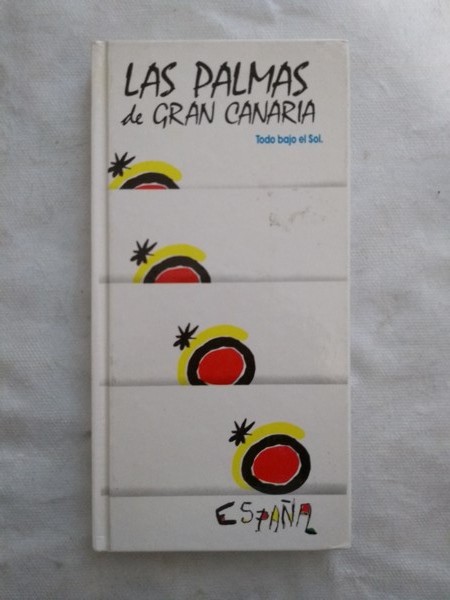 LAS PALMAS
de GRAN CANARIA
Todo bajo el Sol.
ESPAÑA